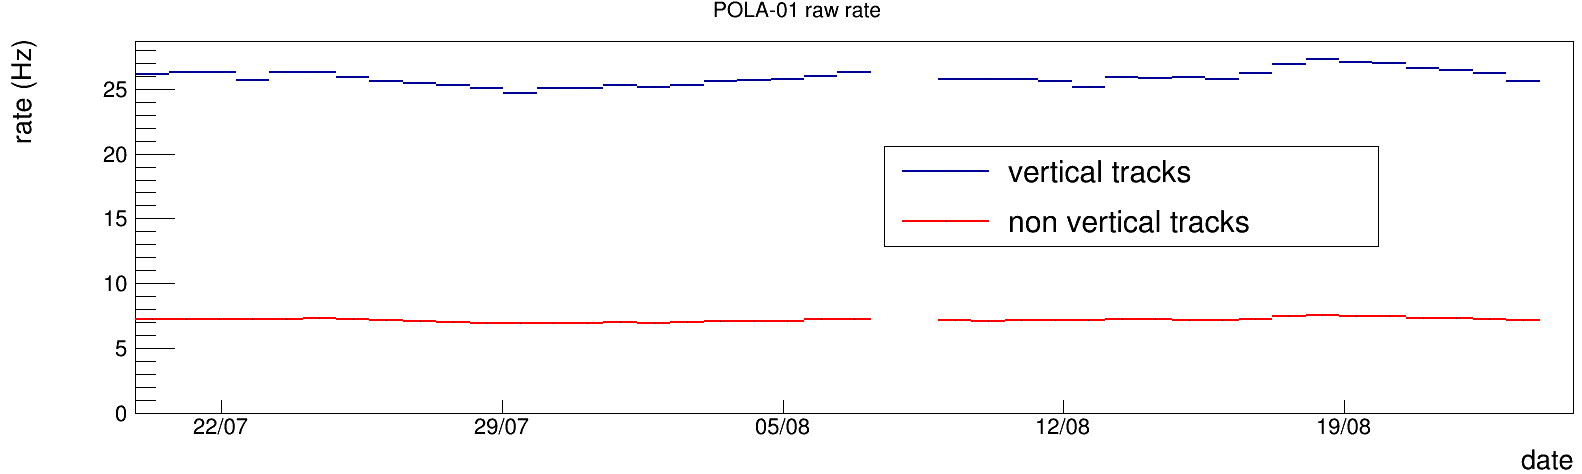 POLA-01 raw rate
rate (Hz)
25
20
15
10
5
0
vertical tracks
non vertical tracks
22/07
29/07
05/08
12/08
19/08
date